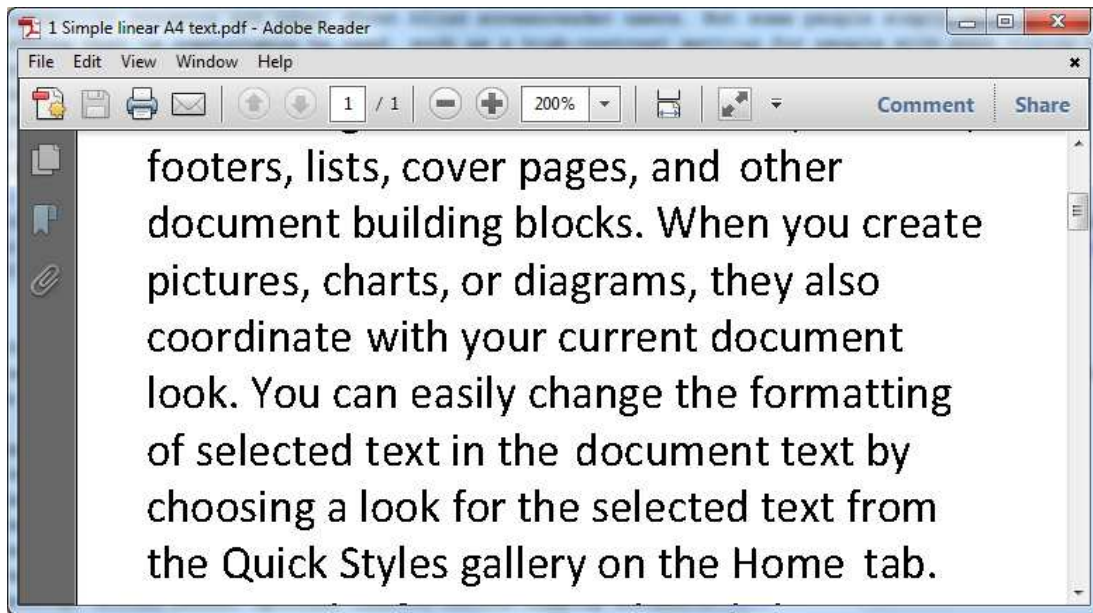 1 Simple linear A4 text.pdf - Adobe Reader
File Edit View Window Help
1 / 1 200% Comment Share
footers, lists, cover pages, and other
document building blocks. When you create
pictures, charts, or diagrams, they also
coordinate with your current document
look. You can easily change the formatting
of selected text in the document text by
choosing a look for the selected text from
the Quick Styles gallery on the Home tab.